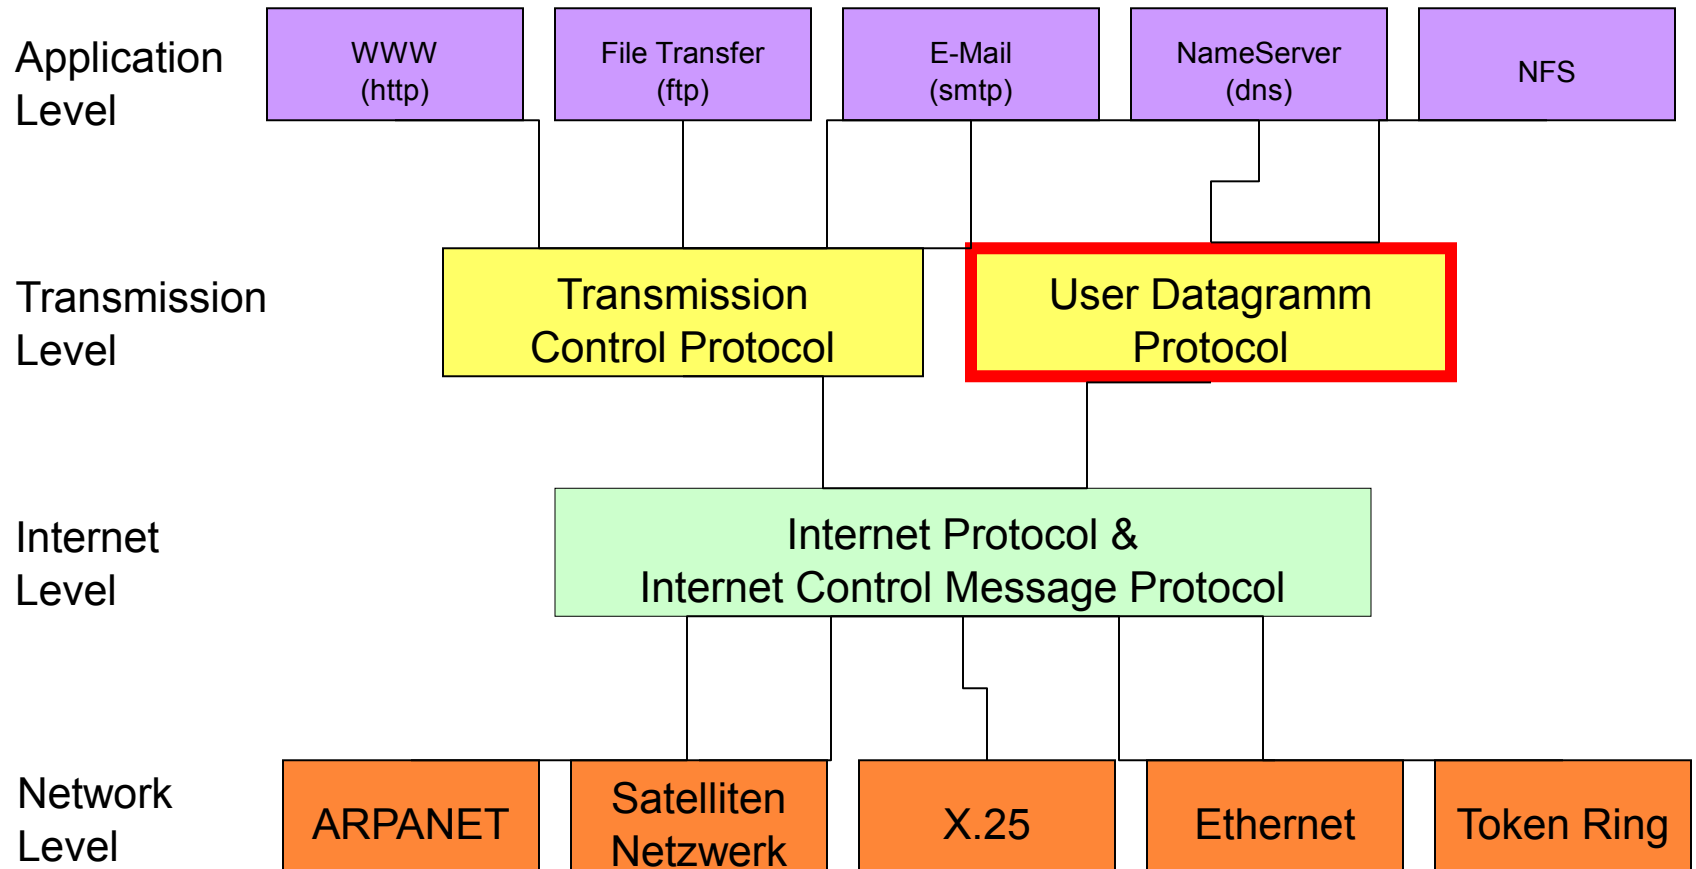 Application
Level
WWW
(http)
File Transfer
(ftp)
E-Mail
(smtp)
NameServer
(dns)
NFS
Transmission
Level
Transmission
Control Protocol
User Datagramm
Protocol
Internet
Level
Internet Protocol &
Internet Control Message Protocol
Network
Level
ARPANET
Satelliten
Netzwerk
X.25
Ethernet
Token Ring